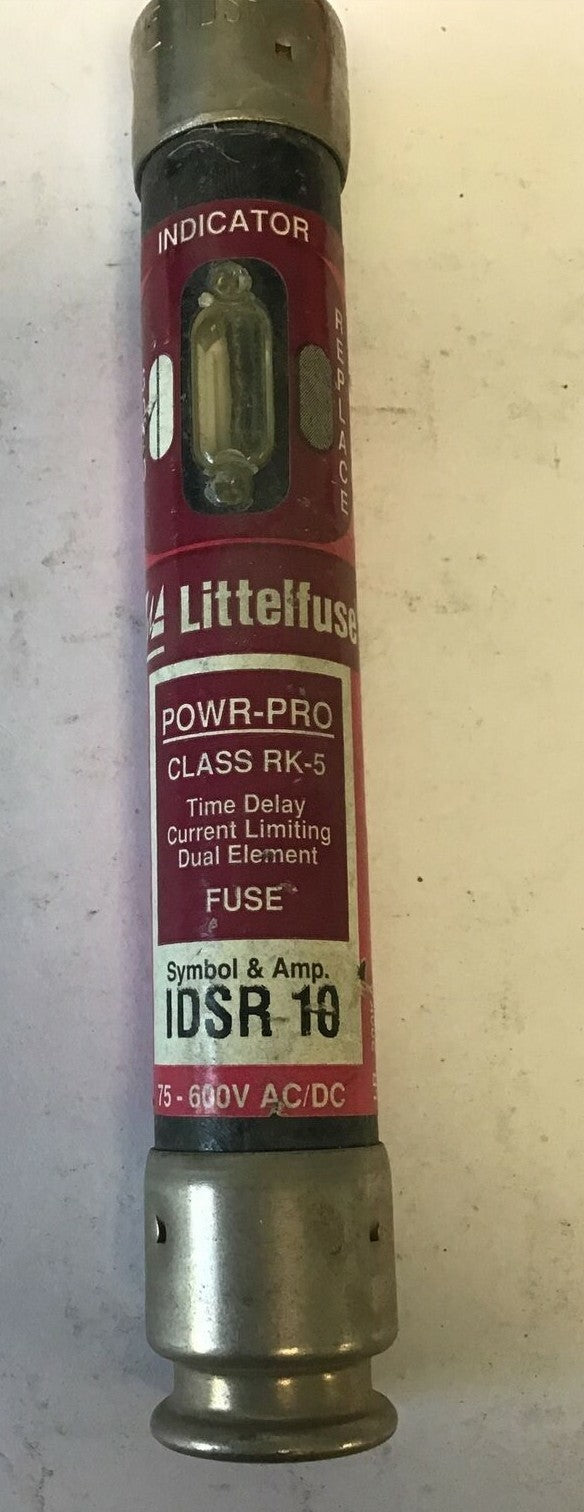 INDICATOR
REPLACE
Littelfuse
POWR-PRO
CLASS RK-5
Time Delay
Current Limiting
Dual Element
FUSE
Symbol & Amp.
IDSR 10
75 - 600V AC/DC